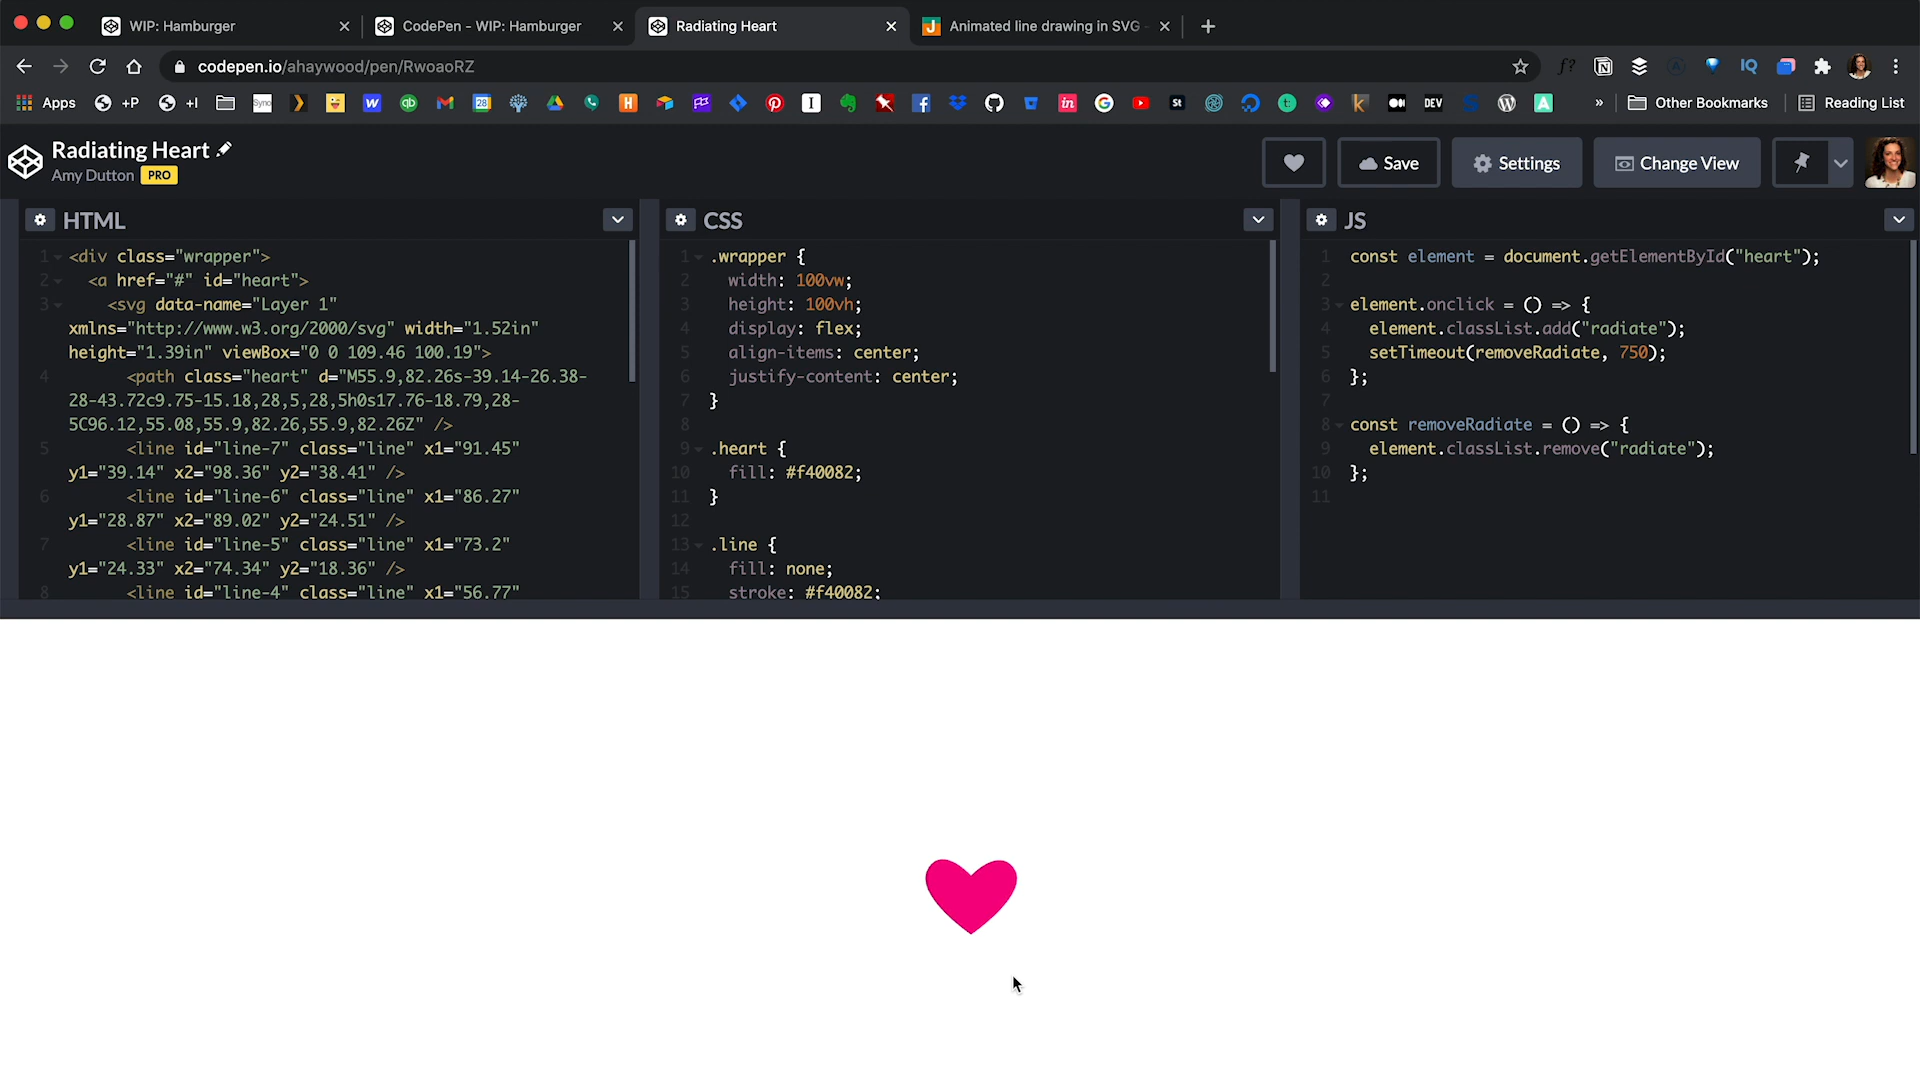 WIP: Hamburger
CodePen - WIP: Hamburger
Radiating Heart
Animated line drawing in SVG -
codepen.io/ahaywood/pen/RwoaoRZ
f?
IQ
Apps
+P
+I
Sync
W
qb
28
H
I
in
G
St
t
k
DEV
A
»
Other Bookmarks
Reading List
Radiating Heart
Amy Dutton PRO
Save
Settings
Change View
HTML
1 <div class="wrapper">
2 <a href="#" id="heart">
3 <svg data-name="Layer 1"
xmlns="http://www.w3.org/2000/svg" width="1.52in"
height="1.39in" viewBox="0 0 109.46 100.19">
4 <path class="heart" d="M55.9,82.26s-39.14-26.38-
28-43.72c9.75-15.18,28,5,28,5h0s17.76-18.79,28-
5C96.12,55.08,55.9,82.26,55.9,82.26Z" />
5 <line id="line-7" class="line" x1="91.45"
y1="39.14" x2="98.36" y2="38.41" />
6 <line id="line-6" class="line" x1="86.27"
y1="28.87" x2="89.02" y2="24.51" />
7 <line id="line-5" class="line" x1="73.2"
y1="24.33" x2="74.34" y2="18.36" />
8 <line id="line-4" class="line" x1="56.77"
CSS
1 .wrapper {
2 width: 100vw;
3 height: 100vh;
4 display: flex;
5 align-items: center;
6 justify-content: center;
7 }
8
9 .heart {
10 fill: #f40082;
11 }
12
13 .line {
14 fill: none;
15 stroke: #f40082;
JS
1 const element = document.getElementById("heart");
2
3 element.onclick = () => {
4 element.classList.add("radiate");
5 setTimeout(removeRadiate, 750);
6 };
7
8 const removeRadiate = () => {
9 element.classList.remove("radiate");
10 };
11